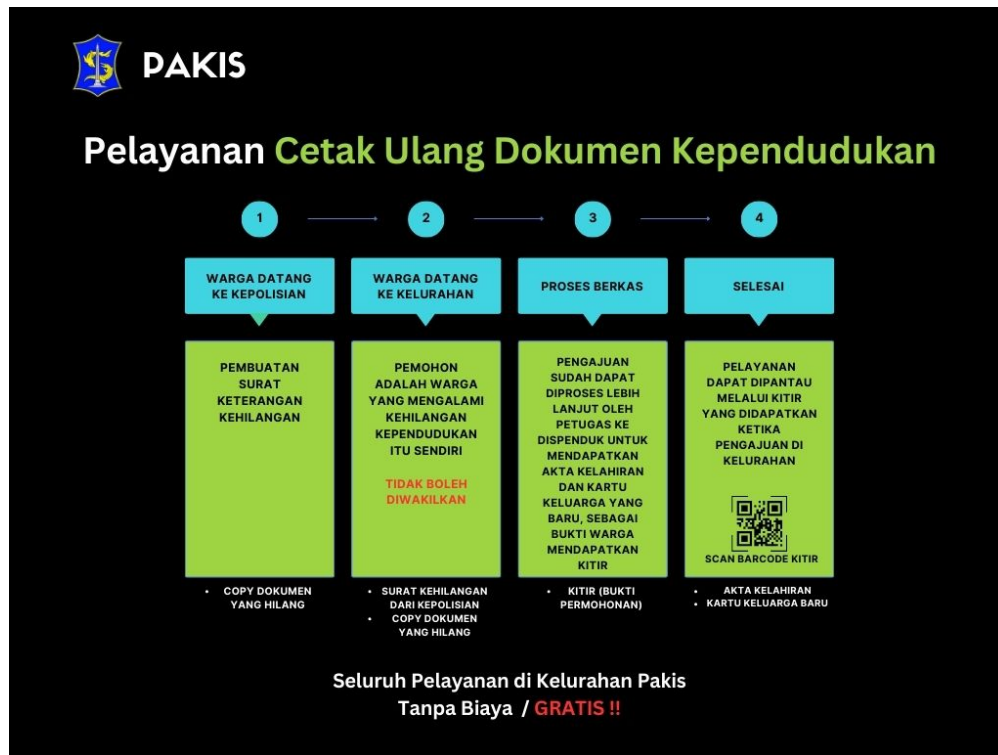 PAKIS
Pelayanan Cetak Ulang Dokumen Kependudukan
1
2
3
4
WARGA DATANG
KE KEPOLISIAN
WARGA DATANG
KE KELURAHAN
PROSES BERKAS
SELESAI
PEMBUATAN
SURAT
KETERANGAN
KEHILANGAN
PEMOHON
ADALAH WARGA
YANG MENGALAMI
KEHILANGAN
KEPENDUDUKAN
ITU SENDIRI
TIDAK BOLEH
DIWAKILKAN
PENGAJUAN
SUDAH DAPAT
DIPROSES LEBIH
LANJUT OLEH
PETUGAS KE
DISPENDUK UNTUK
MENDAPATKAN
AKTA KELAHIRAN
DAN KARTU
KELUARGA YANG
BARU, SEBAGAI
BUKTI WARGA
MENDAPATKAN
KITIR
PELAYANAN
DAPAT DIPANTAU
MELALUI KITIR
YANG DIDAPATKAN
KETIKA
PENGAJUAN DI
KELURAHAN
SCAN BARCODE KITIR
• COPY DOKUMEN
YANG HILANG
• SURAT KEHILANGAN
DARI KEPOLISIAN
• COPY DOKUMEN
YANG HILANG
• KITIR (BUKTI
PERMOHONAN)
• AKTA KELAHIRAN
• KARTU KELUARGA BARU
Seluruh Pelayanan di Kelurahan Pakis
Tanpa Biaya / GRATIS !!